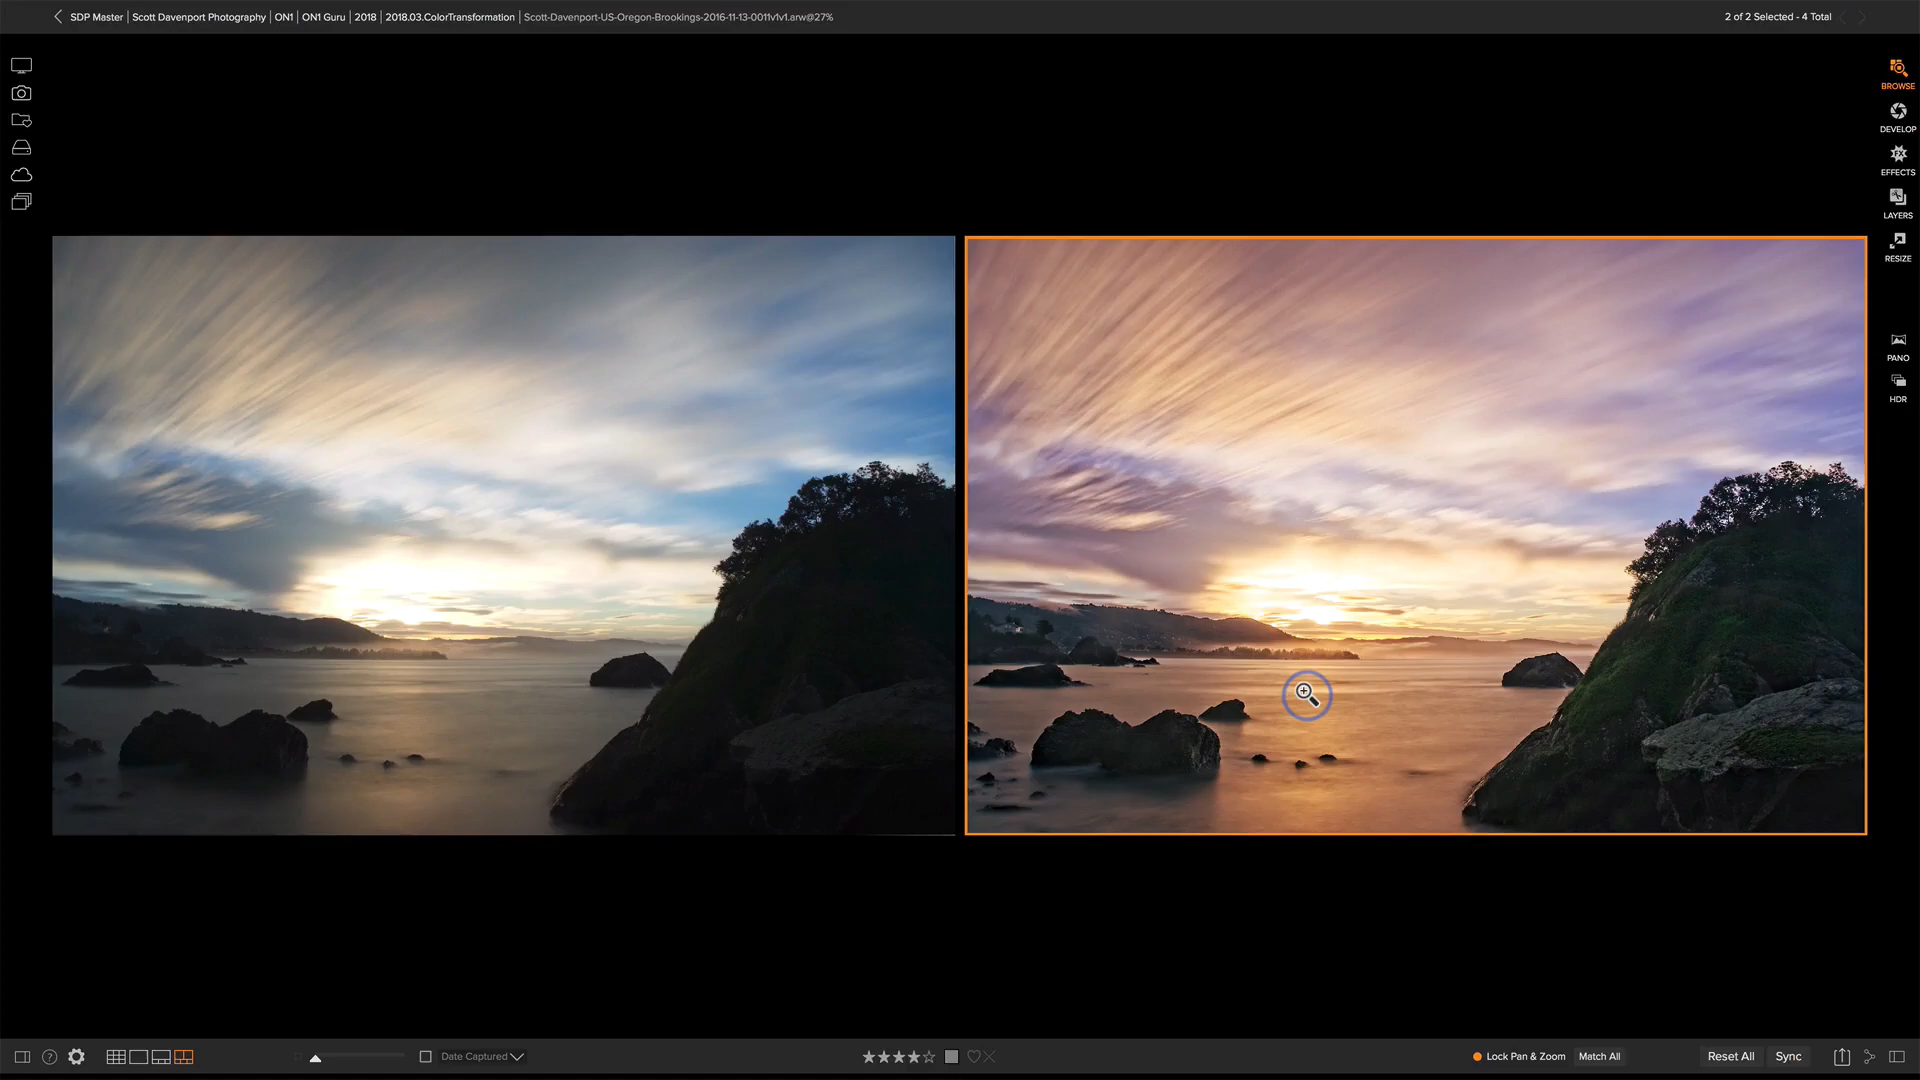 SDP Master | Scott Davenport Photography | ON1 | ON1 Guru | 2018 | 2018.03.ColorTransformation | Scott-Davenport-US-Oregon-Brookings-2016-11-13-0011v1v1.arw@27%
2 of 2 Selected - 4 Total
BROWSE
DEVELOP
FX
EFFECTS
LAYERS
RESIZE
PANO
HDR
?
Date Captured
Lock Pan & Zoom
Match All
Reset All
Sync